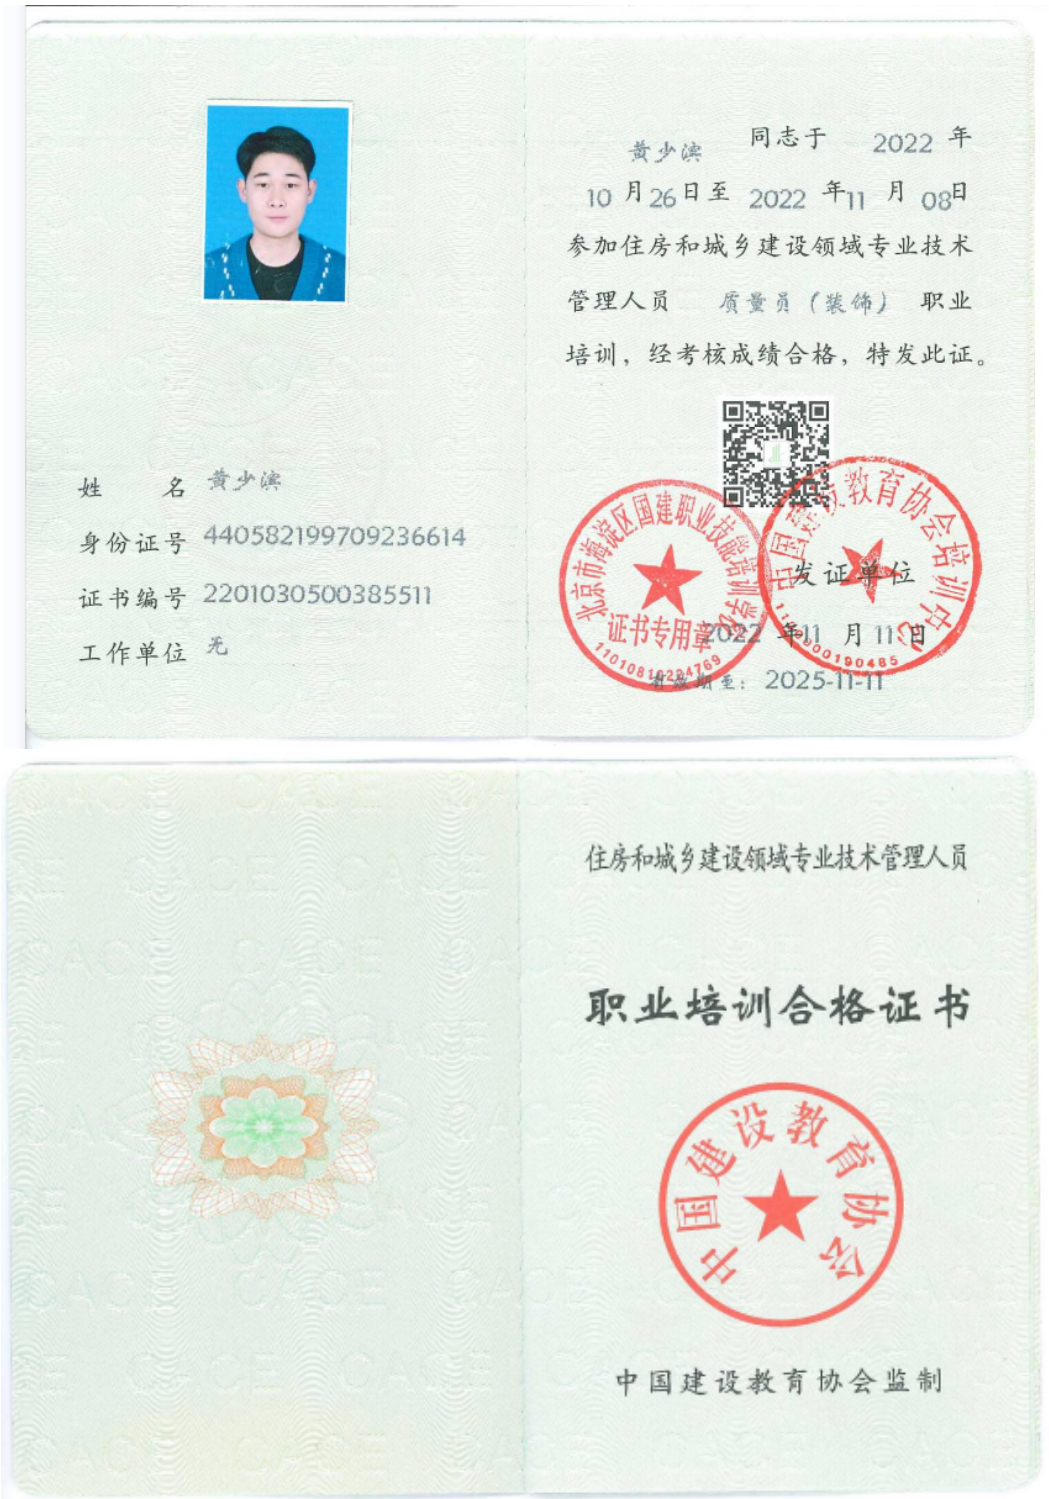 黄少滨 同志于 2022 年
10 月 26 日至 2022 年 11 月 08 日
参加住房和城乡建设领域专业技术
管理人员 质量员（装饰） 职业
培训，经考核成绩合格，特发此证。
姓 名 黄少滨
身份证号 440582199709236614
证书编号 2201030500385511
工作单位 无
北京市海淀区国建职业技能培训学校
证书专用章
中国建设教育协会培训中心
发证单位
2022 年 11 月 11 日
有效期至：2025-11-11
住房和城乡建设领域专业技术管理人员
职业培训合格证书
中国建设教育协会
中国建设教育协会监制
CACE